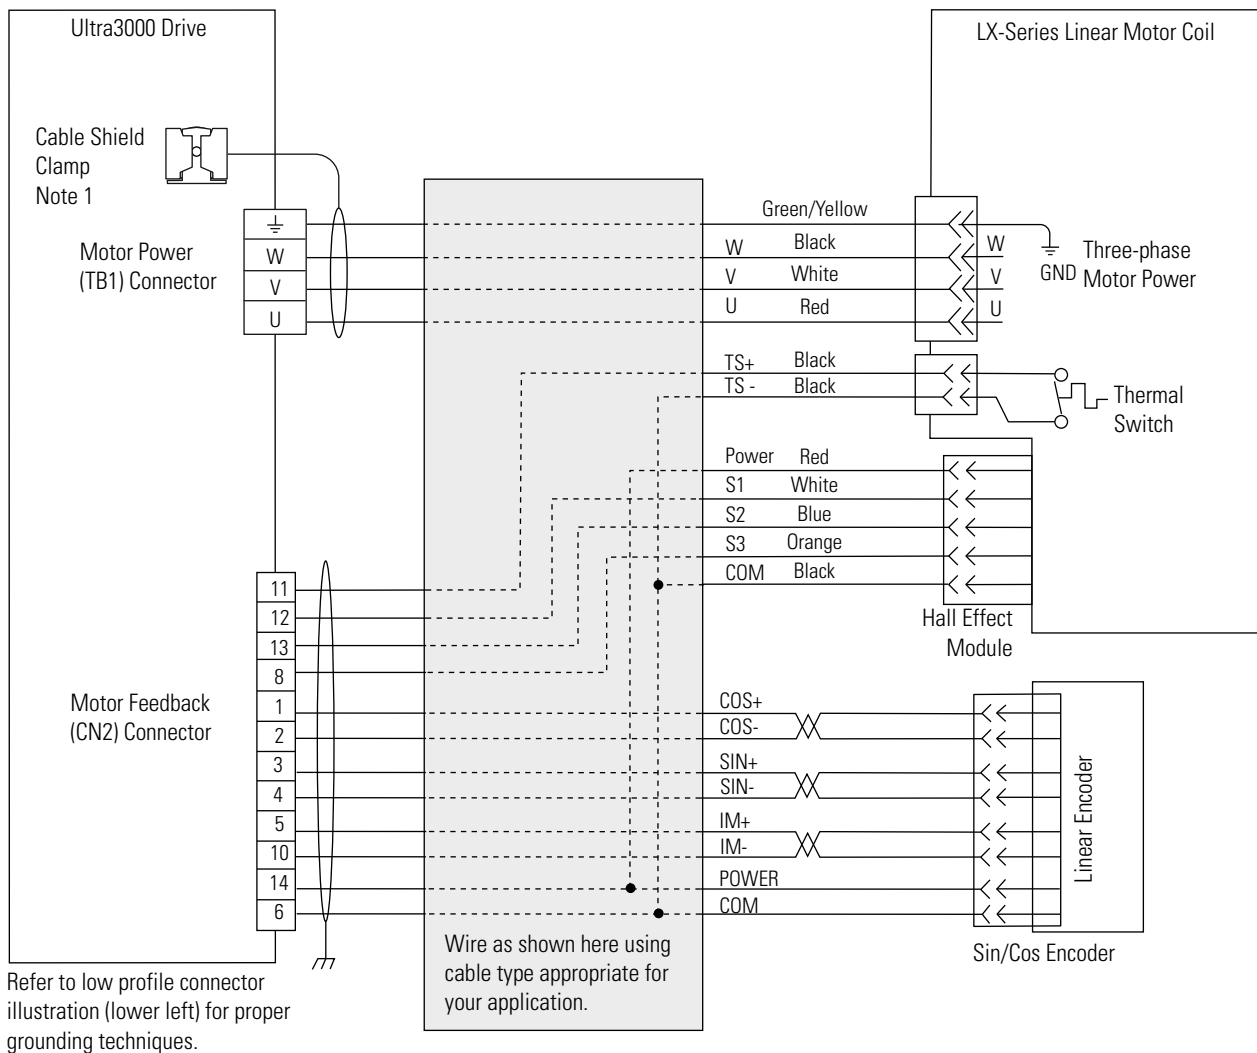 Ultra3000 Drive
LX-Series Linear Motor Coil
Cable Shield
Clamp
Note 1
Motor Power
(TB1) Connector
W
V
U
Green/Yellow
W Black
V White
U Red
W
V
U
GND
Three-phase
Motor Power
TS+ Black
TS - Black
Thermal
Switch
Power Red
S1 White
S2 Blue
S3 Orange
COM Black
Hall Effect
Module
Motor Feedback
(CN2) Connector
11
12
13
8
1
2
3
4
5
10
14
6
COS+
COS-
SIN+
SIN-
IM+
IM-
POWER
COM
Linear Encoder
Sin/Cos Encoder
Wire as shown here using
cable type appropriate for
your application.
Refer to low profile connector
illustration (lower left) for proper
grounding techniques.